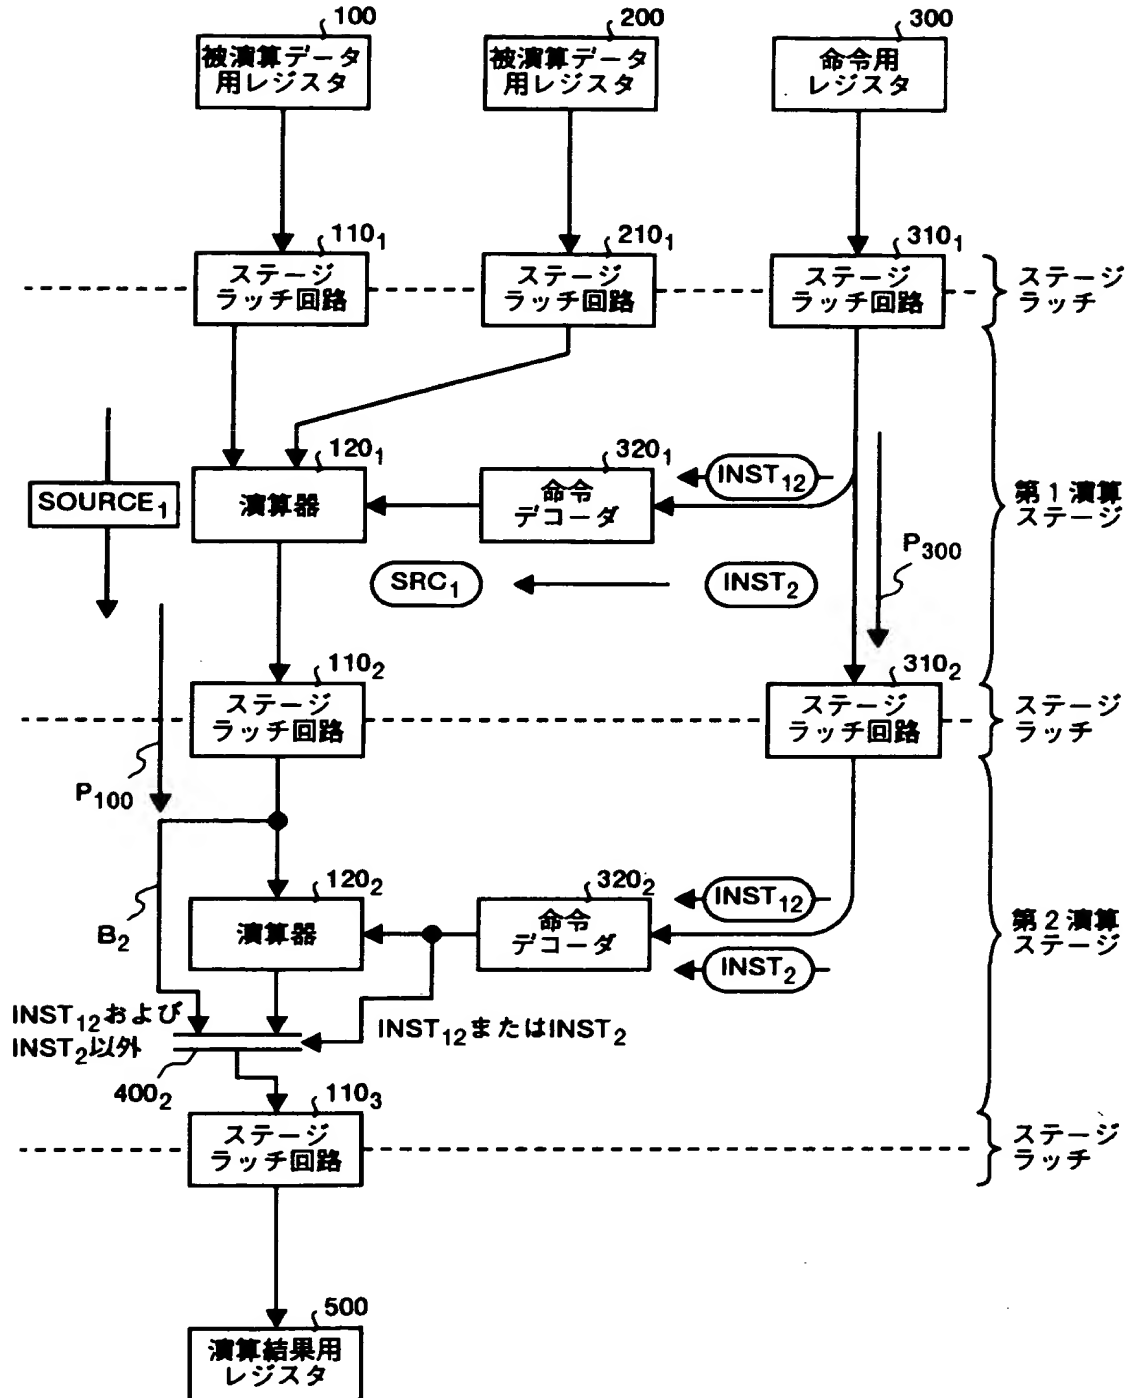 100
200
300
被演算データ
用レジスタ
被演算データ
用レジスタ
命令用
レジスタ
110₁
210₁
310₁
ステージ
ラッチ回路
ステージ
ラッチ回路
ステージ
ラッチ回路
ステージ
ラッチ
120₁
320₁
INST₁₂
SOURCE₁
演算器
命令
デコーダ
第1演算
ステージ
P₃₀₀
SRC₁
INST₂
110₂
310₂
ステージ
ラッチ回路
ステージ
ラッチ回路
ステージ
ラッチ
P₁₀₀
120₂
320₂
INST₁₂
B₂
演算器
命令
デコーダ
第2演算
ステージ
INST₂
INST₁₂および
INST₂以外
INST₁₂またはINST₂
400₂
110₃
ステージ
ラッチ回路
ステージ
ラッチ
500
演算結果用
レジスタ